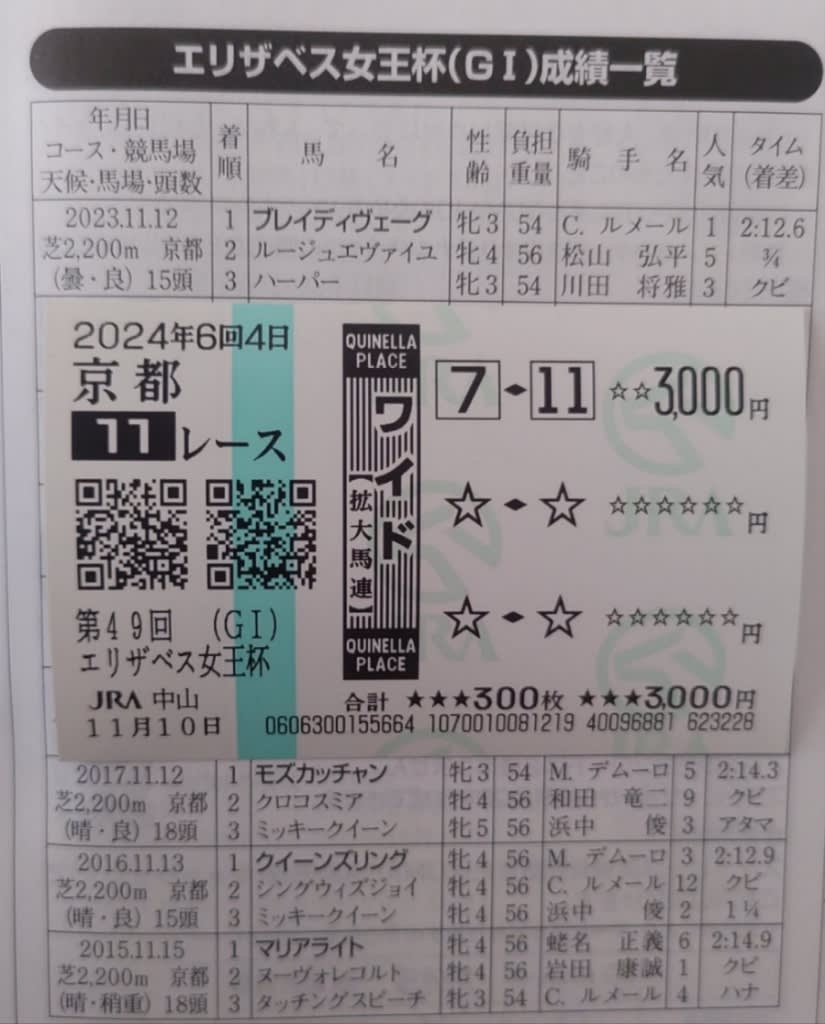 エリザベス女王杯(GI)成績一覧
年月日
コース・競馬場
天候・馬場・頭数
着順
馬名
性齢
負担重量
騎手名
人気
タイム
(着差)
2023.11.12 1 ブレイディヴェーグ 牝3 54 C. ルメール 1 2:12.6
芝2,200m 京都 2 ルージュエヴァイユ 牝4 56 松山 弘平 5 ¾
(曇・良) 15頭 3 ハーパー 牝3 54 川田 将雅 3 クビ
2024年6回4日
京都
11レース
第49回 (GI)
エリザベス女王杯
JRA 中山
11月10日
QUINELLA
PLACE
ワイド
【拡大馬連】
QUINELLA
PLACE
7-11 ☆☆3,000円
☆-☆ ☆☆☆☆☆☆円
☆-☆ ☆☆☆☆☆☆円
合計 ★★★300枚 ★★★3,000円
0606300155664 1070010081219 40096881 623228
2017.11.12 1 モズカッチャン 牝3 54 M. デムーロ 5 2:14.3
芝2,200m 京都 2 クロコスミア 牝4 56 和田 竜二 9 クビ
(晴・良) 18頭 3 ミッキークイーン 牝5 56 浜中 俊 3 アタマ
2016.11.13 1 クイーンズリング 牝4 56 M. デムーロ 3 2:12.9
芝2,200m 京都 2 シングウィズジョイ 牝4 56 C. ルメール 12 クビ
(晴・良) 15頭 3 ミッキークイーン 牝4 56 浜中 俊 2 1¼
2015.11.15 1 マリアライト 牝4 56 蛯名 正義 6 2:14.9
芝2,200m 京都 2 ヌーヴォレコルト 牝4 56 岩田 康誠 1 クビ
(晴・稍重) 18頭 3 タッチングスピーチ 牝3 54 C. ルメール 4 ハナ